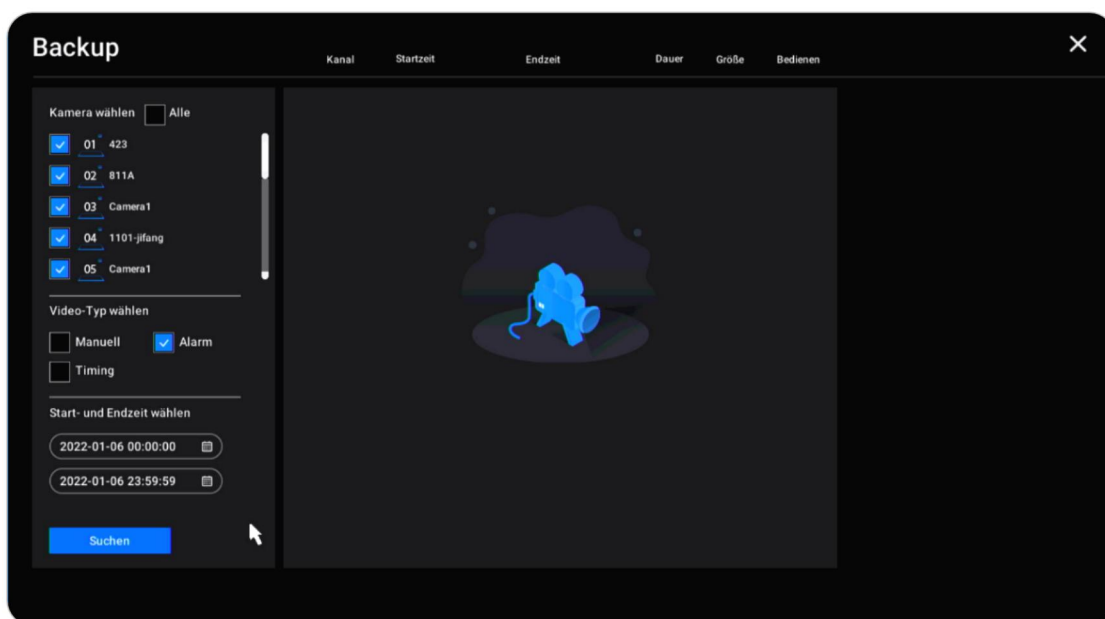 Backup
Kanal Startzeit Endzeit Dauer Größe Bedienen
Kamera wählen Alle
01 423
02 811A
03 Camera1
04 1101-jifang
05 Camera1
Video-Typ wählen
Manuell Alarm
Timing
Start- und Endzeit wählen
2022-01-06 00:00:00
2022-01-06 23:59:59
Suchen